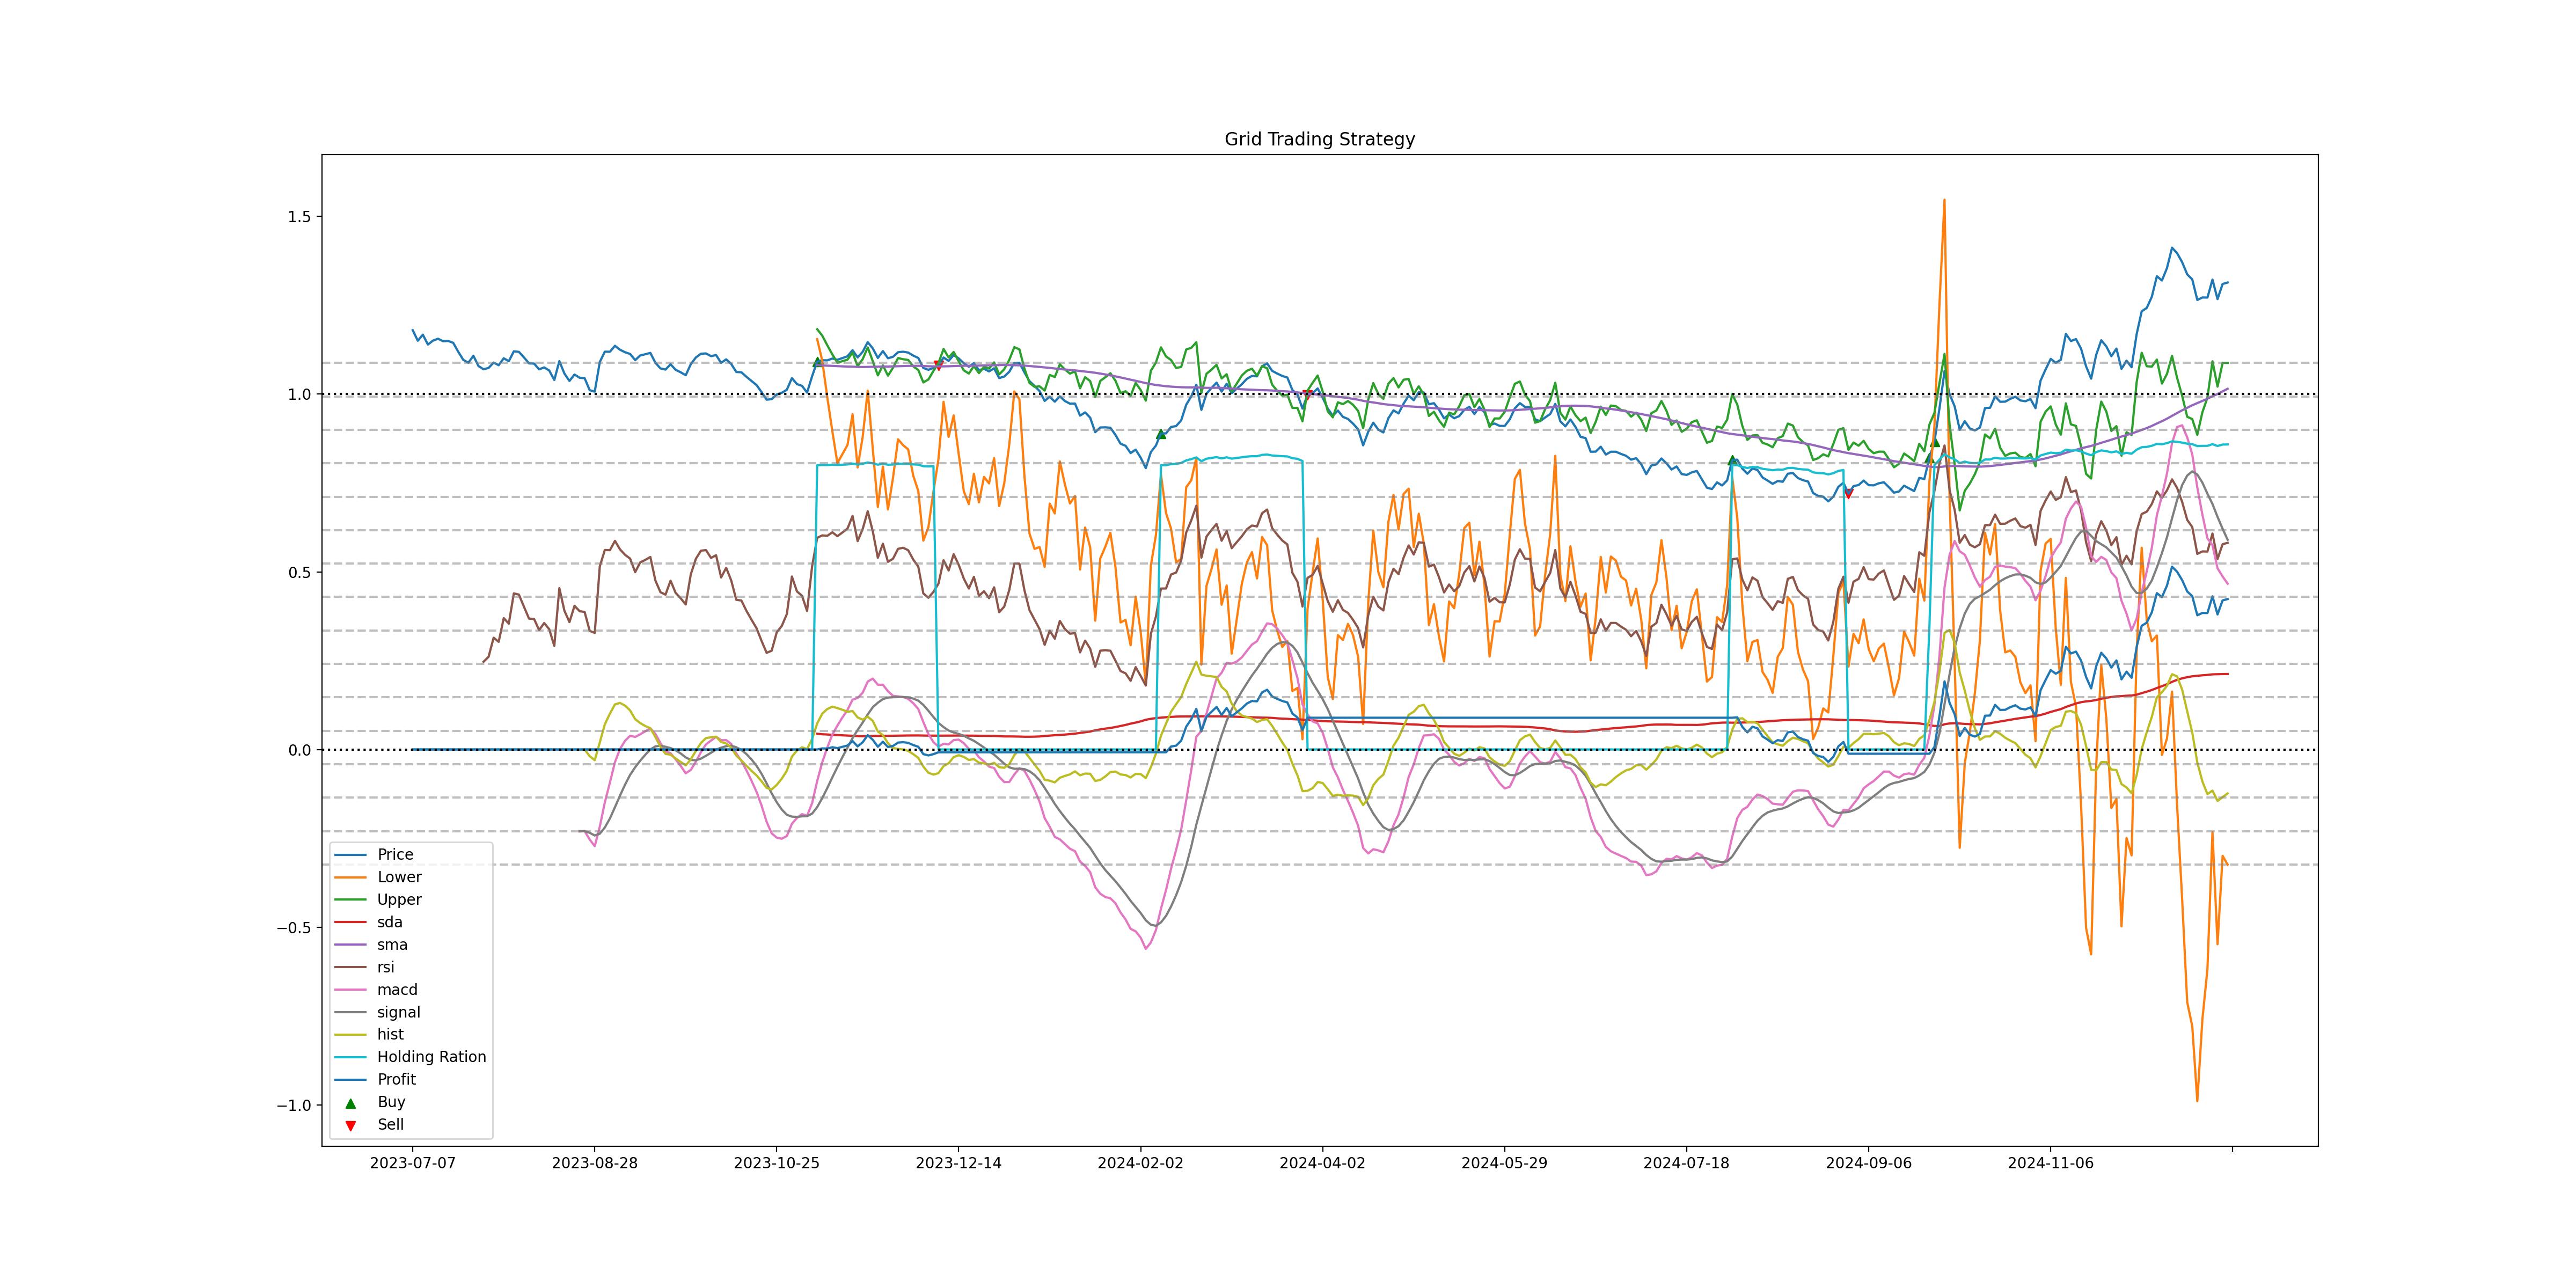 Grid Trading Strategy
1.5
1.0
0.5
0.0
−0.5
−1.0
Price
Lower
Upper
sda
sma
rsi
macd
signal
hist
Holding Ration
Profit
Buy
Sell
2023-07-07
2023-08-28
2023-10-25
2023-12-14
2024-02-02
2024-04-02
2024-05-29
2024-07-18
2024-09-06
2024-11-06